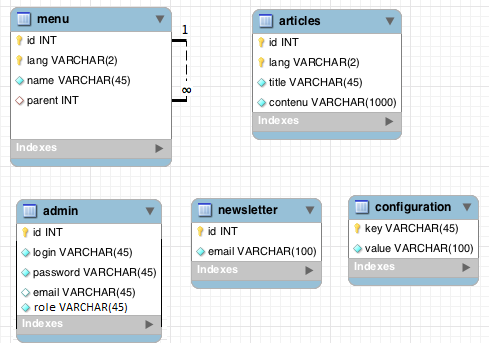 menu
id INT
lang VARCHAR(2)
name VARCHAR(45)
parent INT
Indexes
1
∞
articles
id INT
lang VARCHAR(2)
title VARCHAR(45)
contenu VARCHAR(1000)
Indexes
admin
id INT
login VARCHAR(45)
password VARCHAR(45)
email VARCHAR(45)
role VARCHAR(45)
Indexes
newsletter
id INT
email VARCHAR(100)
Indexes
configuration
key VARCHAR(45)
value VARCHAR(100)
Indexes